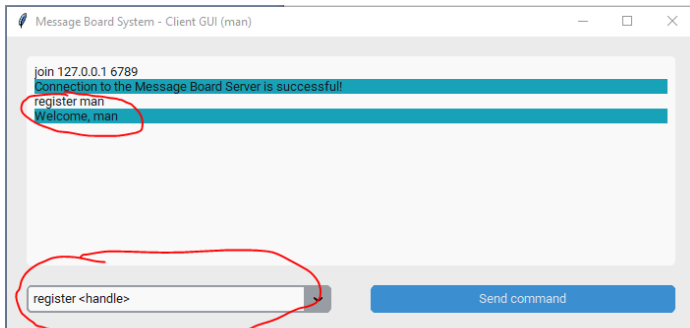 Message Board System - Client GUI (man)
join 127.0.0.1 6789
Connection to the Message Board Server is successful!
register man
Welcome, man
register <handle>
Send command